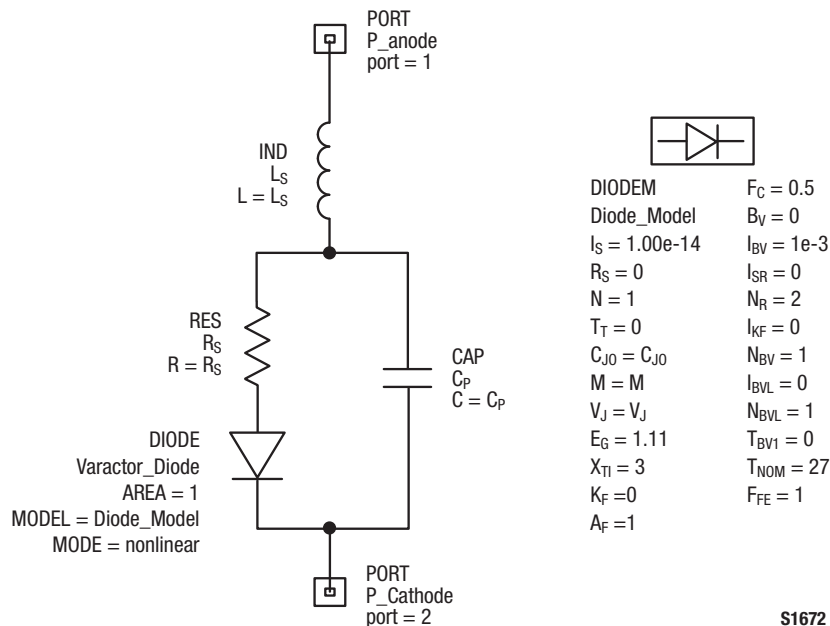 PORT
P_anode
port = 1
IND
LS
L = LS
RES
RS
R = RS
CAP
CP
C = CP
DIODE
Varactor_Diode
AREA = 1
MODEL = Diode_Model
MODE = nonlinear
PORT
P_Cathode
port = 2
DIODEM
Diode_Model
IS = 1.00e-14
RS = 0
N = 1
TT = 0
CJO = CJO
M = M
VJ = VJ
EG = 1.11
XTI = 3
KF =0
AF =1
FC = 0.5
BV = 0
IBV = 1e-3
ISR = 0
NR = 2
IKF = 0
NBV = 1
IBVL = 0
NBVL = 1
TBV1 = 0
TNOM = 27
FFE = 1
S1672